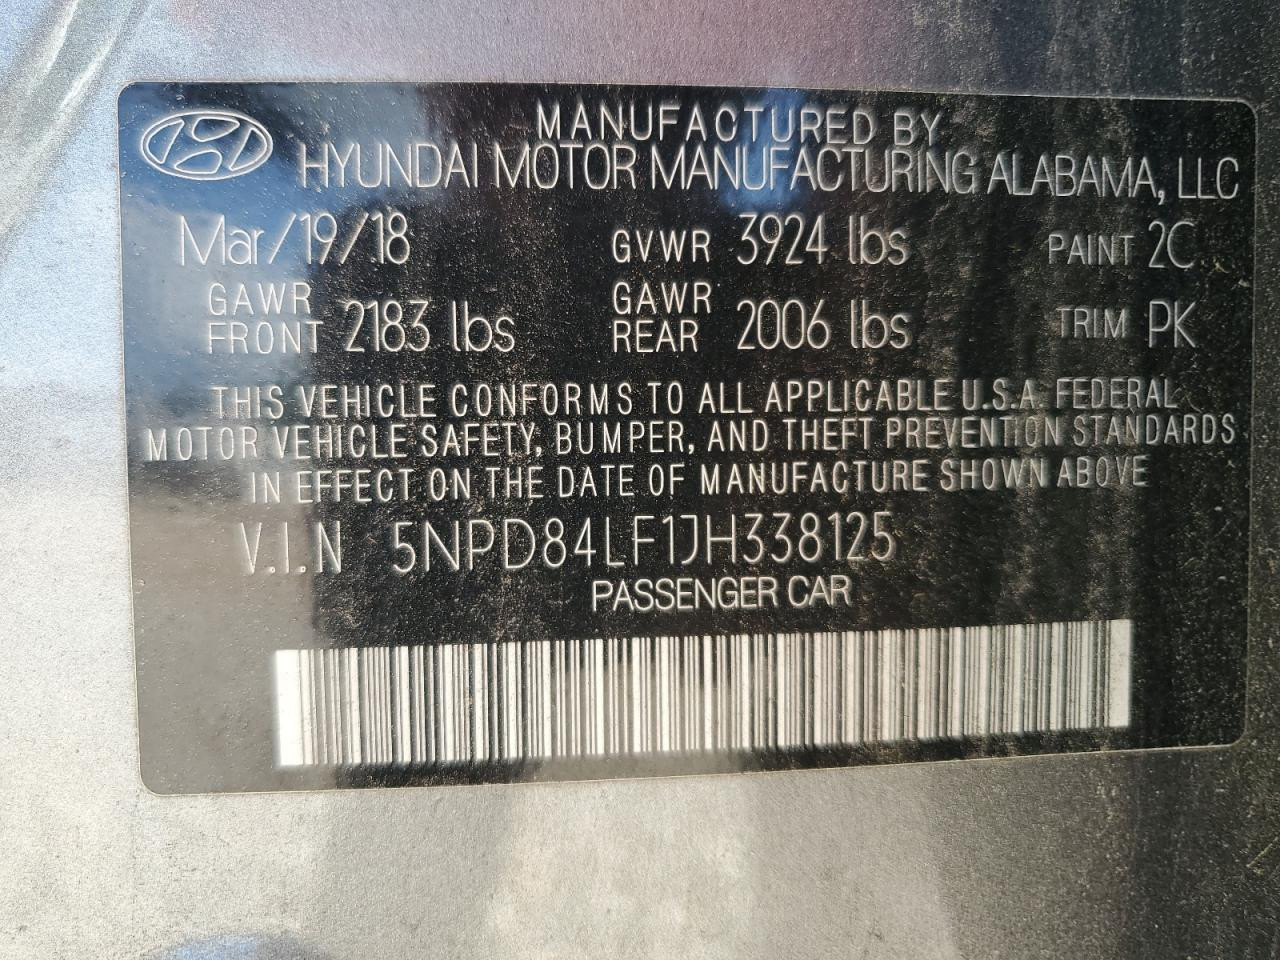 MANUFACTURED BY
HYUNDAI MOTOR MANUFACTURING ALABAMA, LLC
Mar/19/18 GVWR 3924 lbs PAINT 2C
GAWR FRONT 2183 lbs GAWR REAR 2006 lbs TRIM PK
THIS VEHICLE CONFORMS TO ALL APPLICABLE U.S.A FEDERAL
MOTOR VEHICLE SAFETY, BUMPER, AND THEFT PREVENTION STANDARDS
IN EFFECT ON THE DATE OF MANUFACTURE SHOWN ABOVE
V.I.N 5NPD84LF1JH338125
PASSENGER CAR